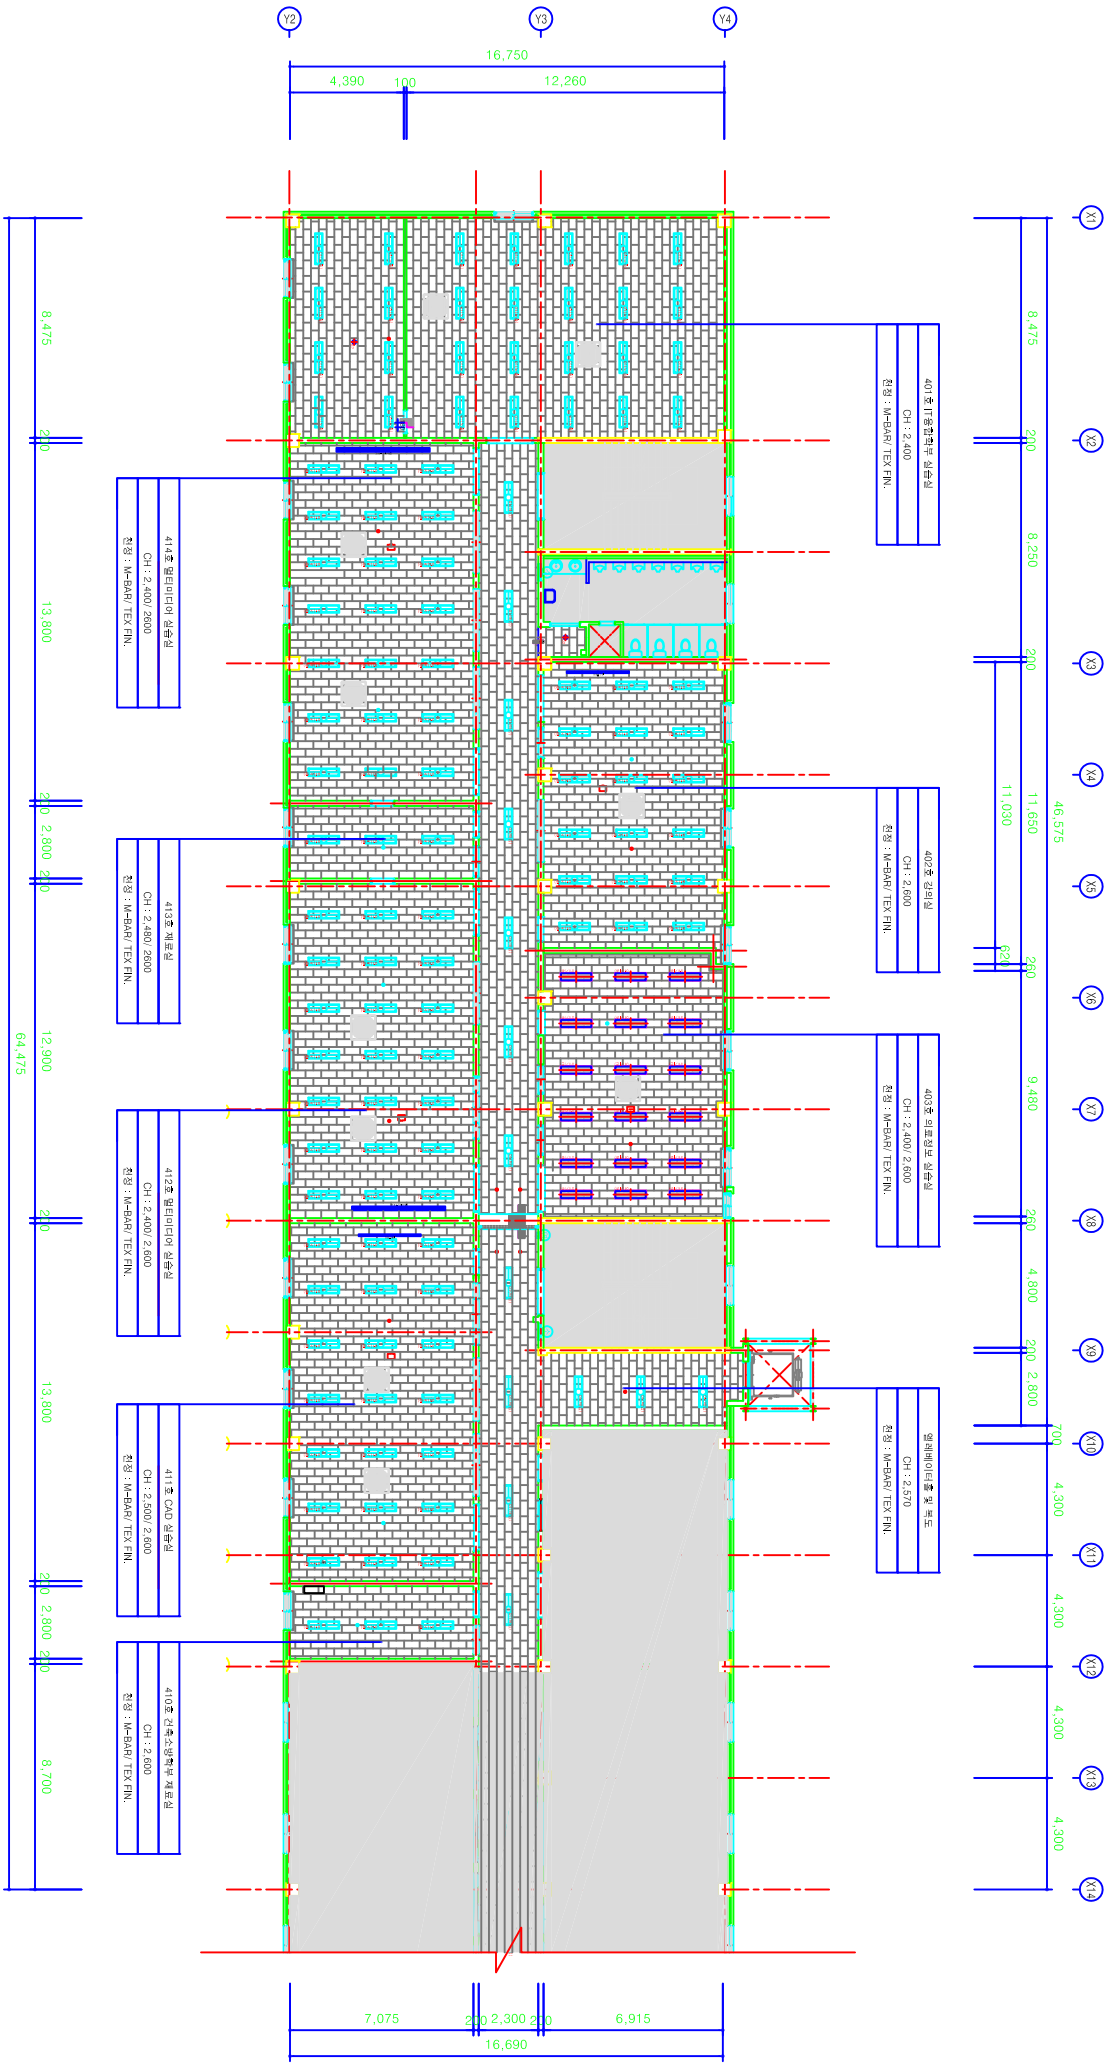 Y2
Y3
Y4
16,750
4,390
100
12,260
X1
X2
X3
X4
X5
X6
X7
X8
X9
X10
X11
X12
X13
X14
46,575
8,475
200
8,250
200
11,650
11,030
620
260
9,480
260
4,800
200
2,800
700
4,300
4,300
4,300
4,300
401호 IT융합학부 실습실
CH : 2,400
천정 : M-BAR/ TEX FIN.
402호 강의실
CH : 2,600
천정 : M-BAR/ TEX FIN.
403호 의료정보 실습실
CH : 2,400/ 2,600
천정 : M-BAR/ TEX FIN.
엘레베이터홀 및 복도
CH : 2,570
천정 : M-BAR/ TEX FIN.
414호 멀티미디어 실습실
CH : 2,400/ 2600
천정 : M-BAR/ TEX FIN.
413호 재료실
CH : 2,480/ 2600
천정 : M-BAR/ TEX FIN.
412호 멀티미디어 실습실
CH : 2,400/ 2,600
천정 : M-BAR/ TEX FIN.
411호 CAD 실습실
CH : 2,500/ 2,600
천정 : M-BAR/ TEX FIN.
410호 건축소방학부 재료실
CH : 2,600
천정 : M-BAR/ TEX FIN.
8,475
200
13,800
200
2,800
200
12,900
200
13,800
200
2,800
200
8,700
64,475
7,075
200
2,300
200
6,915
16,690